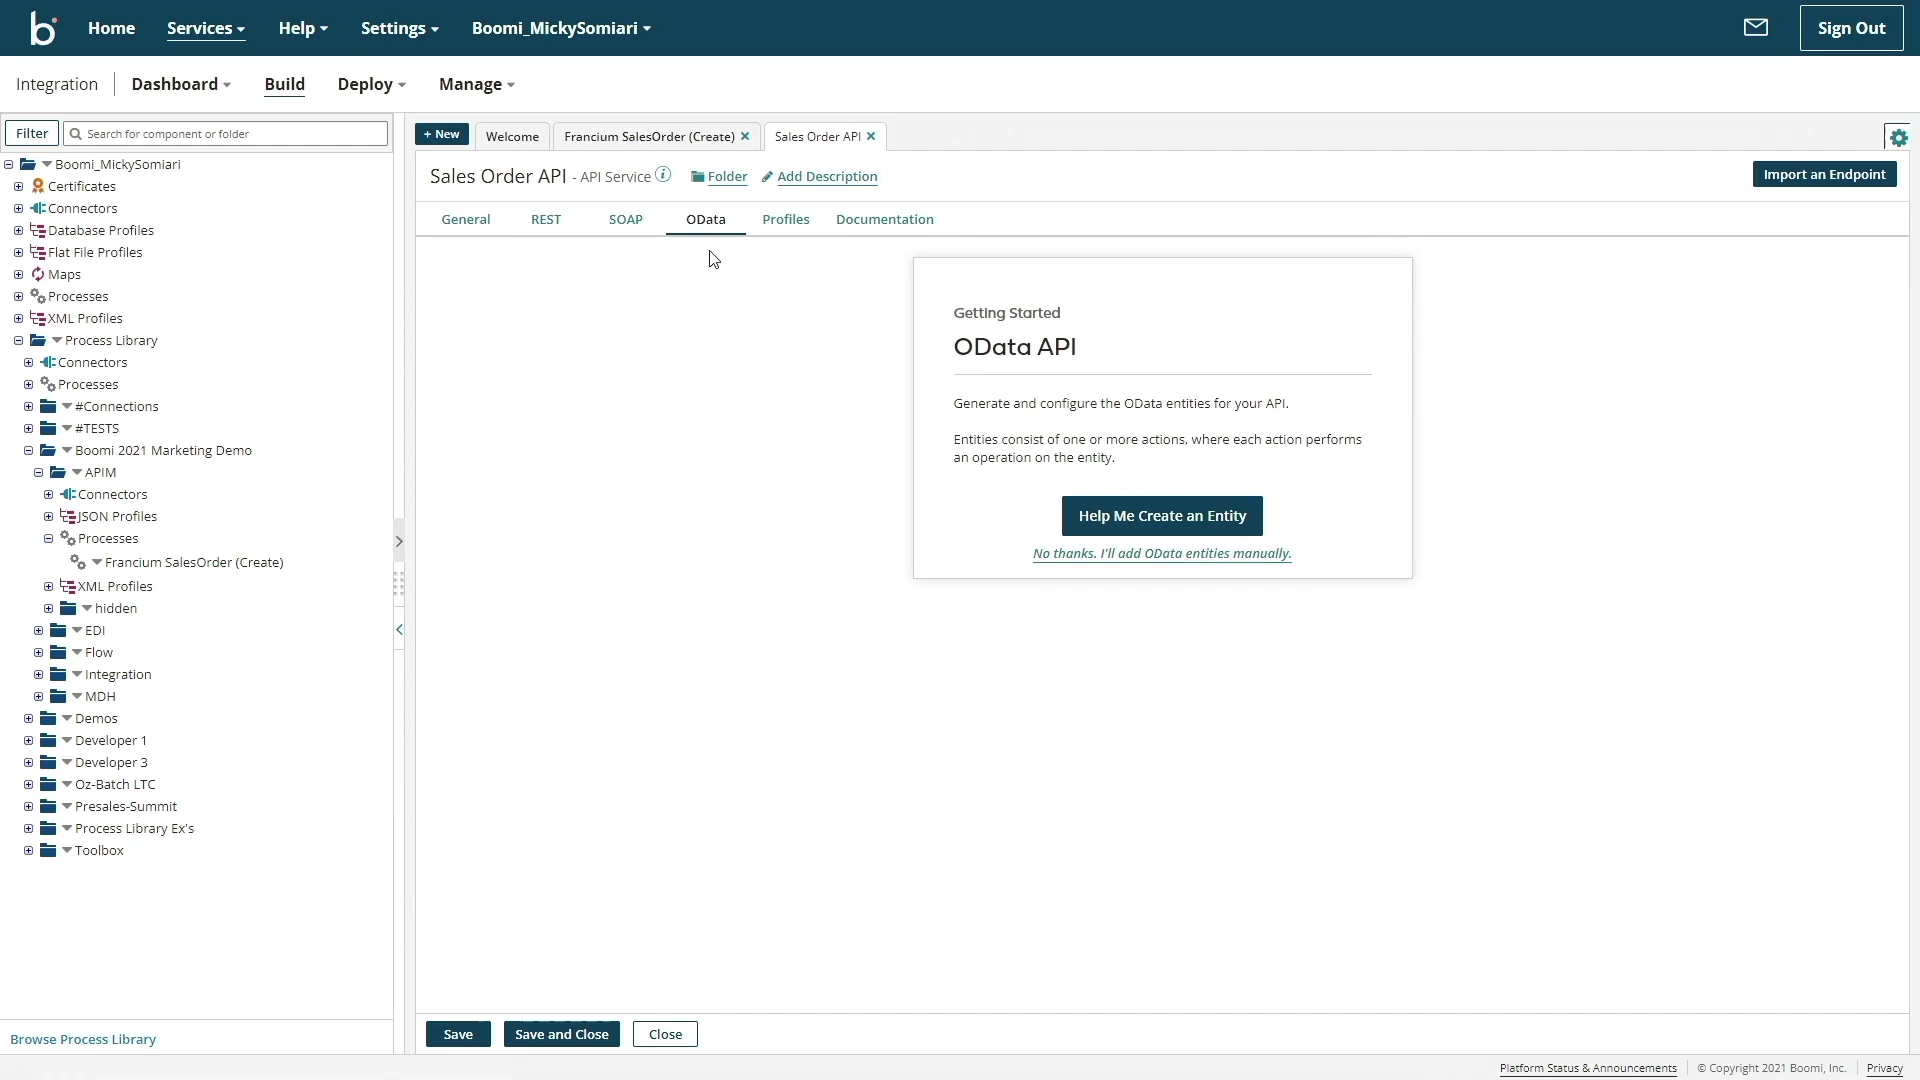 b Home Services Help Settings Boomi_MickySomiari Sign Out
Integration Dashboard Build Deploy Manage
Filter Search for component or folder
+ New Welcome Francium SalesOrder (Create) Sales Order API
Sales Order API - API Service Folder Add Description Import an Endpoint
General REST SOAP OData Profiles Documentation
Boomi_MickySomiari
Certificates
Connectors
Database Profiles
Flat File Profiles
Maps
Processes
XML Profiles
Process Library
Connectors
Processes
#Connections
#TESTS
Boomi 2021 Marketing Demo
APIM
Connectors
JSON Profiles
Processes
Francium SalesOrder (Create)
XML Profiles
hidden
EDI
Flow
Integration
MDH
Demos
Developer 1
Developer 3
Oz-Batch LTC
Presales-Summit
Process Library Ex's
Toolbox
Browse Process Library
Getting Started
OData API
Generate and configure the OData entities for your API.
Entities consist of one or more actions, where each action performs
an operation on the entity.
Help Me Create an Entity
No thanks. I'll add OData entities manually.
Save Save and Close Close
Platform Status & Announcements © Copyright 2021 Boomi, Inc. Privacy